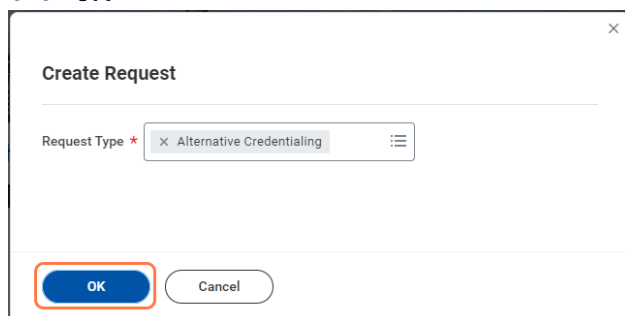 Create Request
Request Type *
Alternative Credentialing
OK
Cancel